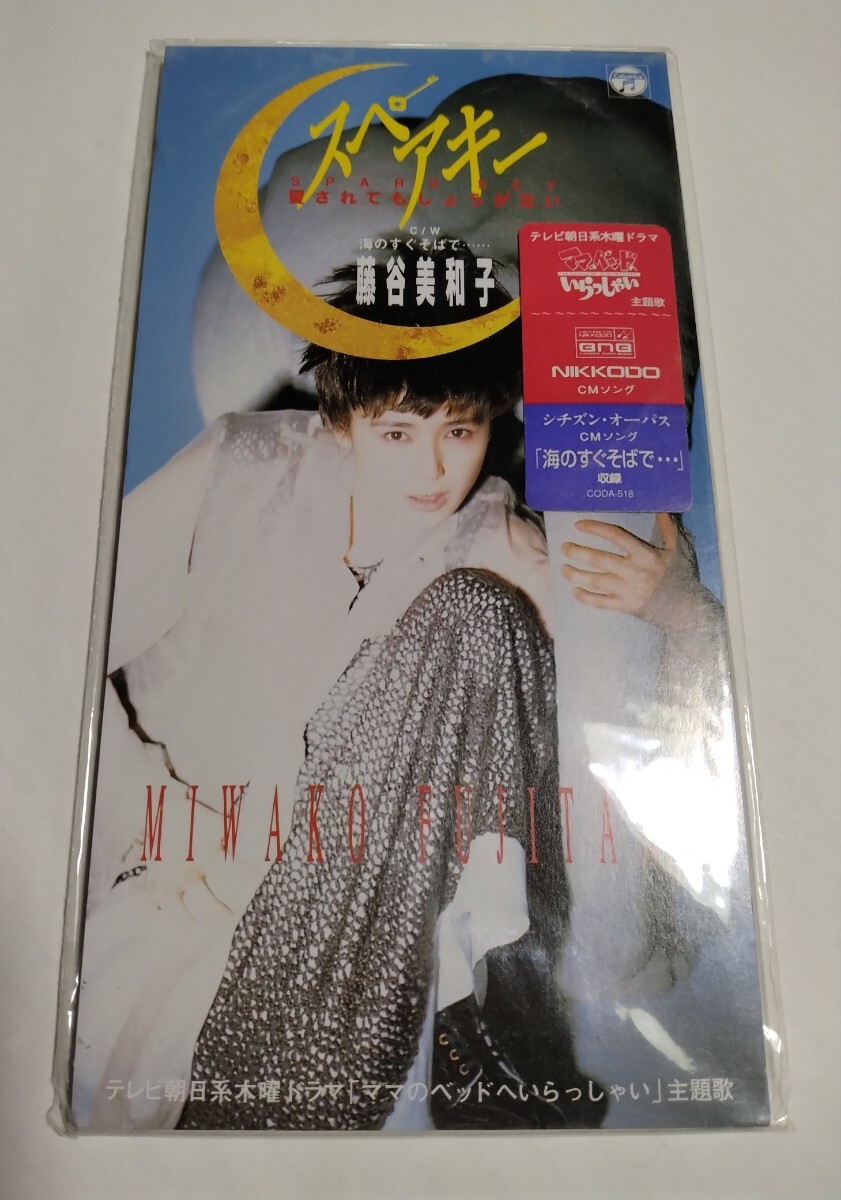 Columbia
スペアキー
SPARE KEY
愛されてもしょうがない
C/W
海のすぐそばで……
藤谷美和子
テレビ朝日系木曜ドラマ
ママのベッドへ
いらっしゃい
主題歌
NIKKODO
BnB
NIKKODO
CMソング
シチズン・オーパス
CMソング
「海のすぐそばで…」
収録
CODA-518
MIWAKO FUJITA
テレビ朝日系木曜ドラマ「ママのベッドへいらっしゃい」主題歌